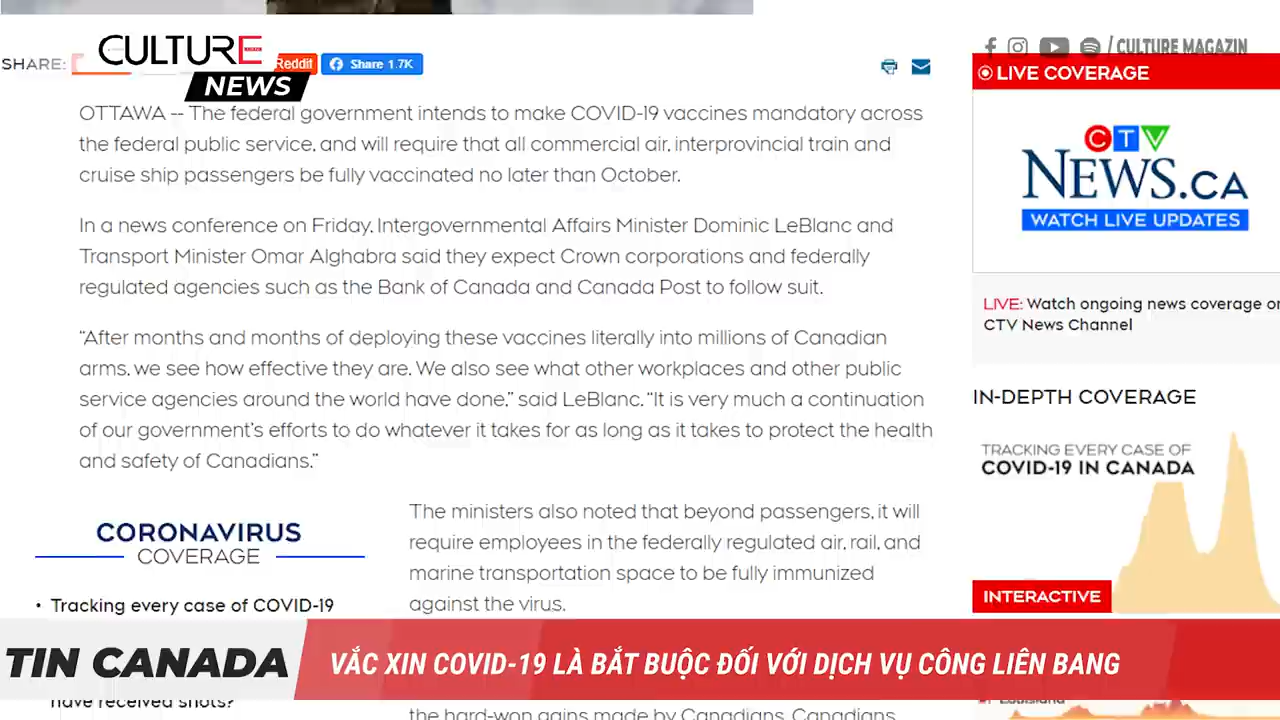 SHARE:
CULTURE
NEWS
Reddit
Share 1.7K
/ CULTURE MAGAZIN
LIVE COVERAGE
OTTAWA -- The federal government intends to make COVID-19 vaccines mandatory across
the federal public service, and will require that all commercial air, interprovincial train and
cruise ship passengers be fully vaccinated no later than October.
In a news conference on Friday, Intergovernmental Affairs Minister Dominic LeBlanc and
Transport Minister Omar Alghabra said they expect Crown corporations and federally
regulated agencies such as the Bank of Canada and Canada Post to follow suit.
“After months and months of deploying these vaccines literally into millions of Canadian
arms, we see how effective they are. We also see what other workplaces and other public
service agencies around the world have done,” said LeBlanc. “It is very much a continuation
of our government’s efforts to do whatever it takes for as long as it takes to protect the health
and safety of Canadians.”
CORONAVIRUS
COVERAGE
• Tracking every case of COVID-19
The ministers also noted that beyond passengers, it will
require employees in the federally regulated air, rail, and
marine transportation space to be fully immunized
against the virus.
CTV
NEWS.CA
WATCH LIVE UPDATES
LIVE: Watch ongoing news coverage on
CTV News Channel
IN-DEPTH COVERAGE
TRACKING EVERY CASE OF
COVID-19 IN CANADA
INTERACTIVE
TIN CANADA
VẮC XIN COVID-19 LÀ BẮT BUỘC ĐỐI VỚI DỊCH VỤ CÔNG LIÊN BANG
have received shots?
the hard-won gains made by Canadians. Canadians
Louisiana